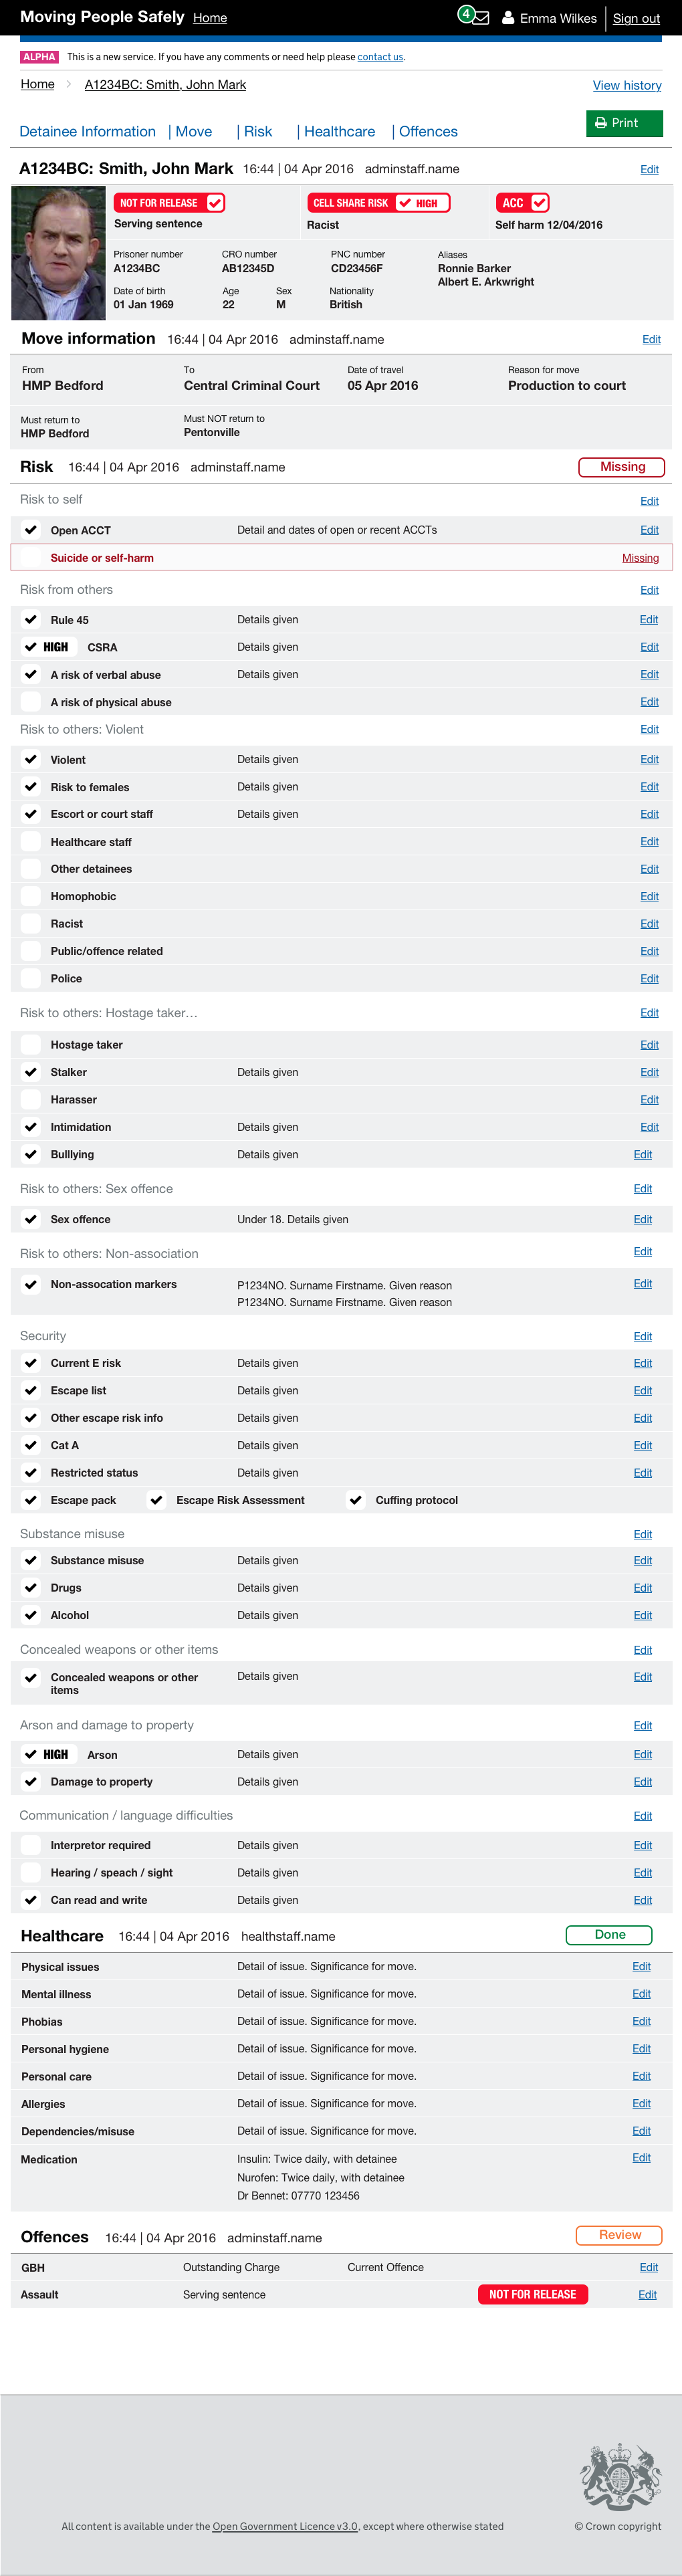 Moving People Safely Home 4 Emma Wilkes Sign out
ALPHA This is a new service. If you have any comments or need help please contact us.
Home A1234BC: Smith, John Mark View history
Detainee Information | Move | Risk | Healthcare | Offences Print
A1234BC: Smith, John Mark 16:44 | 04 Apr 2016 adminstaff.name Edit
NOT FOR RELEASE CELL SHARE RISK HIGH ACC
Serving sentence Racist Self harm 12/04/2016
Prisoner number CRO number PNC number Aliases
A1234BC AB12345D CD23456F Ronnie Barker
Albert E. Arkwright
Date of birth Age Sex Nationality
01 Jan 1969 22 M British
Move information 16:44 | 04 Apr 2016 adminstaff.name Edit
From To Date of travel Reason for move
HMP Bedford Central Criminal Court 05 Apr 2016 Production to court
Must return to Must NOT return to
HMP Bedford Pentonville
Risk 16:44 | 04 Apr 2016 adminstaff.name Missing
Risk to self Edit
Open ACCT Detail and dates of open or recent ACCTs Edit
Suicide or self-harm Missing
Risk from others Edit
Rule 45 Details given Edit
HIGH CSRA Details given Edit
A risk of verbal abuse Details given Edit
A risk of physical abuse Edit
Risk to others: Violent Edit
Violent Details given Edit
Risk to females Details given Edit
Escort or court staff Details given Edit
Healthcare staff Edit
Other detainees Edit
Homophobic Edit
Racist Edit
Public/offence related Edit
Police Edit
Risk to others: Hostage taker... Edit
Hostage taker Edit
Stalker Details given Edit
Harasser Edit
Intimidation Details given Edit
Bulllying Details given Edit
Risk to others: Sex offence Edit
Sex offence Under 18. Details given Edit
Risk to others: Non-association Edit
Non-assocation markers P1234NO. Surname Firstname. Given reason Edit
P1234NO. Surname Firstname. Given reason
Security Edit
Current E risk Details given Edit
Escape list Details given Edit
Other escape risk info Details given Edit
Cat A Details given Edit
Restricted status Details given Edit
Escape pack Escape Risk Assessment Cuffing protocol
Substance misuse Edit
Substance misuse Details given Edit
Drugs Details given Edit
Alcohol Details given Edit
Concealed weapons or other items Edit
Concealed weapons or other Details given Edit
items
Arson and damage to property Edit
HIGH Arson Details given Edit
Damage to property Details given Edit
Communication / language difficulties Edit
Interpretor required Details given Edit
Hearing / speach / sight Details given Edit
Can read and write Details given Edit
Healthcare 16:44 | 04 Apr 2016 healthstaff.name Done
Physical issues Detail of issue. Significance for move. Edit
Mental illness Detail of issue. Significance for move. Edit
Phobias Detail of issue. Significance for move. Edit
Personal hygiene Detail of issue. Significance for move. Edit
Personal care Detail of issue. Significance for move. Edit
Allergies Detail of issue. Significance for move. Edit
Dependencies/misuse Detail of issue. Significance for move. Edit
Medication Insulin: Twice daily, with detainee Edit
Nurofen: Twice daily, with detainee
Dr Bennet: 07770 123456
Offences 16:44 | 04 Apr 2016 adminstaff.name Review
GBH Outstanding Charge Current Offence Edit
Assault Serving sentence NOT FOR RELEASE Edit
All content is available under the Open Government Licence v3.0, except where otherwise stated © Crown copyright